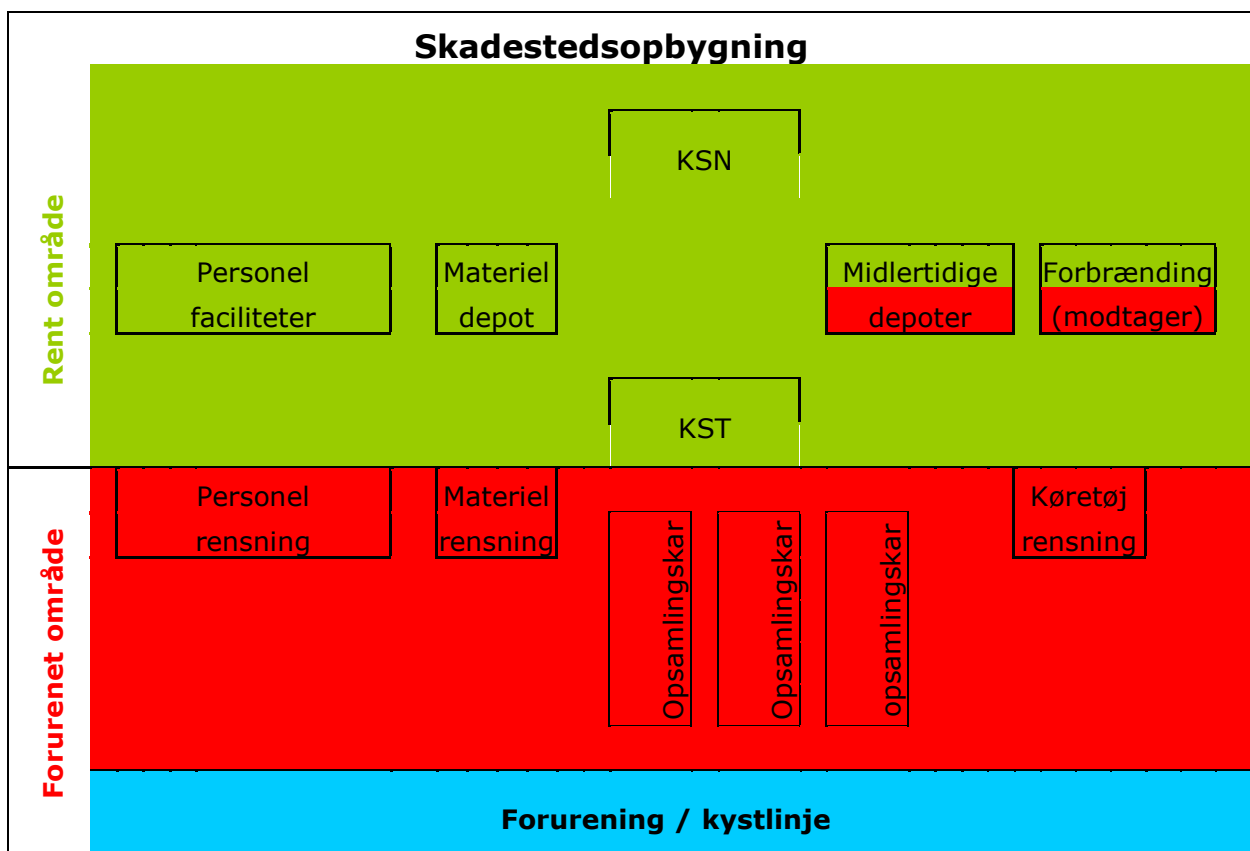 Skadestedsopbygning
Rent område
KSN
Personel
faciliteter
Materiel
depot
Midlertidige
depoter
Forbrænding
(modtager)
KST
Forurenet område
Personel
rensning
Materiel
rensning
Opsamlingskar
Opsamlingskar
opsamlingskar
Køretøj
rensning
Forurening / kystlinje